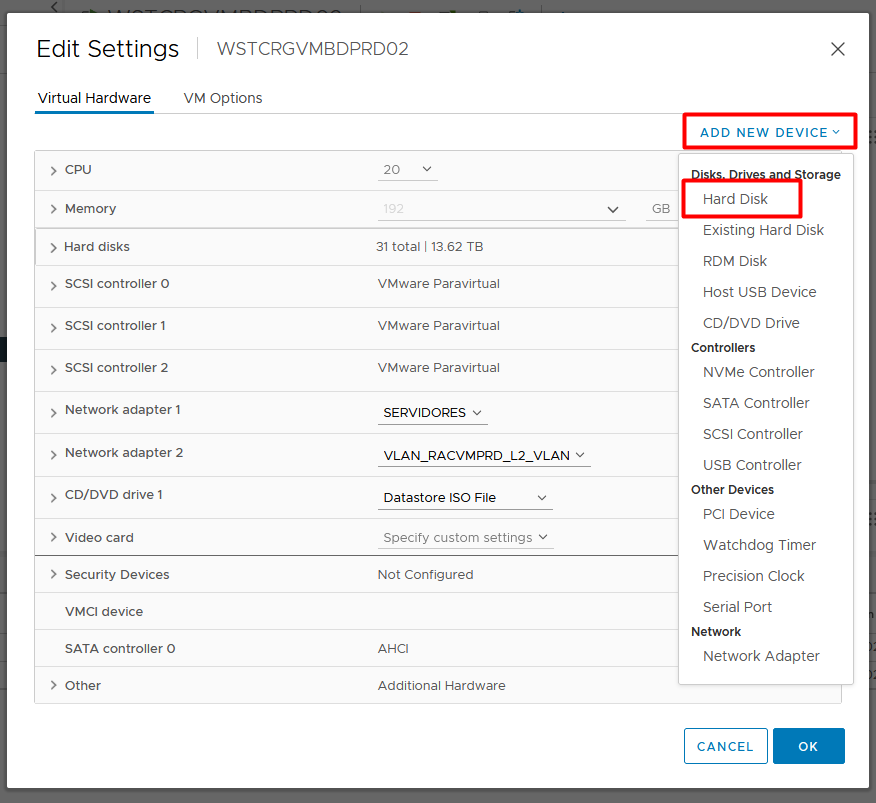 Edit Settings WSTCRGVMBDPRD02
Virtual Hardware VM Options
ADD NEW DEVICE
CPU 20
Memory 192 GB
Hard disks 31 total | 13.62 TB
SCSI controller 0 VMware Paravirtual
SCSI controller 1 VMware Paravirtual
SCSI controller 2 VMware Paravirtual
Network adapter 1 SERVIDORES
Network adapter 2 VLAN_RACVMPRD_L2_VLAN
CD/DVD drive 1 Datastore ISO File
Video card Specify custom settings
Security Devices Not Configured
VMCI device
SATA controller 0 AHCI
Other Additional Hardware
Disks, Drives and Storage
Hard Disk
Existing Hard Disk
RDM Disk
Host USB Device
CD/DVD Drive
Controllers
NVMe Controller
SATA Controller
SCSI Controller
USB Controller
Other Devices
PCI Device
Watchdog Timer
Precision Clock
Serial Port
Network
Network Adapter
CANCEL OK